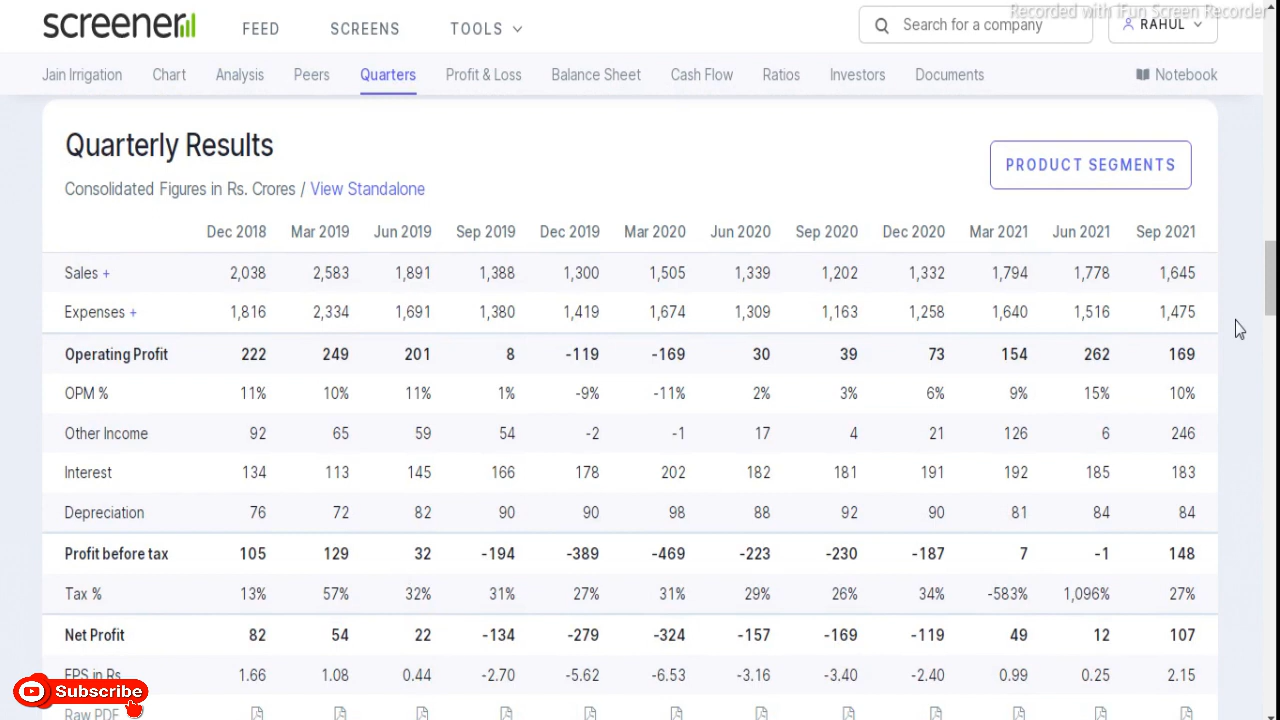 Recorded with iFun Screen Recorder
screener FEED SCREENS TOOLS Search for a company RAHUL
Jain Irrigation Chart Analysis Peers Quarters Profit & Loss Balance Sheet Cash Flow Ratios Investors Documents Notebook
Quarterly Results
PRODUCT SEGMENTS
Consolidated Figures in Rs. Crores / View Standalone
Dec 2018 Mar 2019 Jun 2019 Sep 2019 Dec 2019 Mar 2020 Jun 2020 Sep 2020 Dec 2020 Mar 2021 Jun 2021 Sep 2021
Sales + 2,038 2,583 1,891 1,388 1,300 1,505 1,339 1,202 1,332 1,794 1,778 1,645
Expenses + 1,816 2,334 1,691 1,380 1,419 1,674 1,309 1,163 1,258 1,640 1,516 1,475
Operating Profit 222 249 201 8 -119 -169 30 39 73 154 262 169
OPM % 11% 10% 11% 1% -9% -11% 2% 3% 6% 9% 15% 10%
Other Income 92 65 59 54 -2 -1 17 4 21 126 6 246
Interest 134 113 145 166 178 202 182 181 191 192 185 183
Depreciation 76 72 82 90 90 98 88 92 90 81 84 84
Profit before tax 105 129 32 -194 -389 -469 -223 -230 -187 7 -1 148
Tax % 13% 57% 32% 31% 27% 31% 29% 26% 34% -583% 1,096% 27%
Net Profit 82 54 22 -134 -279 -324 -157 -169 -119 49 12 107
EPS in Rs 1.66 1.08 0.44 -2.70 -5.62 -6.53 -3.16 -3.40 -2.40 0.99 0.25 2.15
Subscribe
Raw PDF